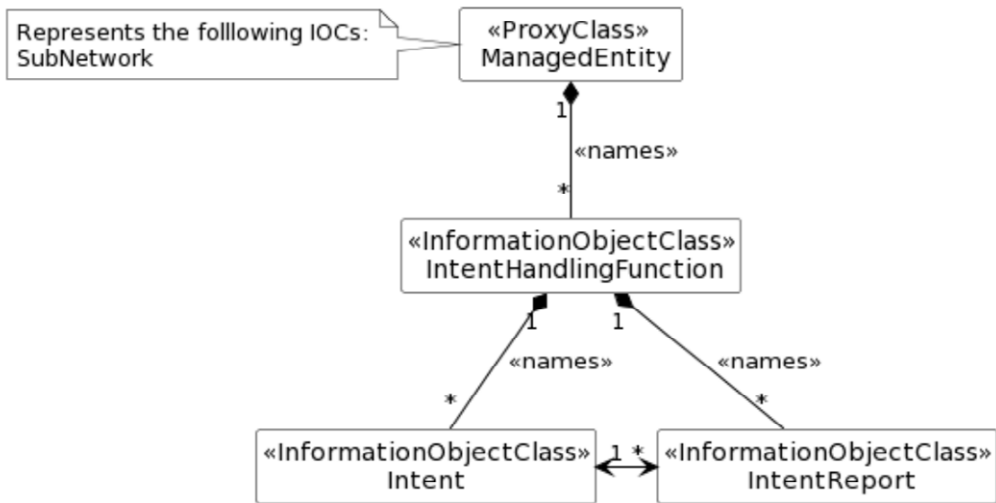 Represents the folllowing IOCs:
SubNetwork
«ProxyClass»
ManagedEntity
1
«names»
*
«InformationObjectClass»
IntentHandlingFunction
1
1
«names»
«names»
*
*
«InformationObjectClass»
Intent
1 *
«InformationObjectClass»
IntentReport